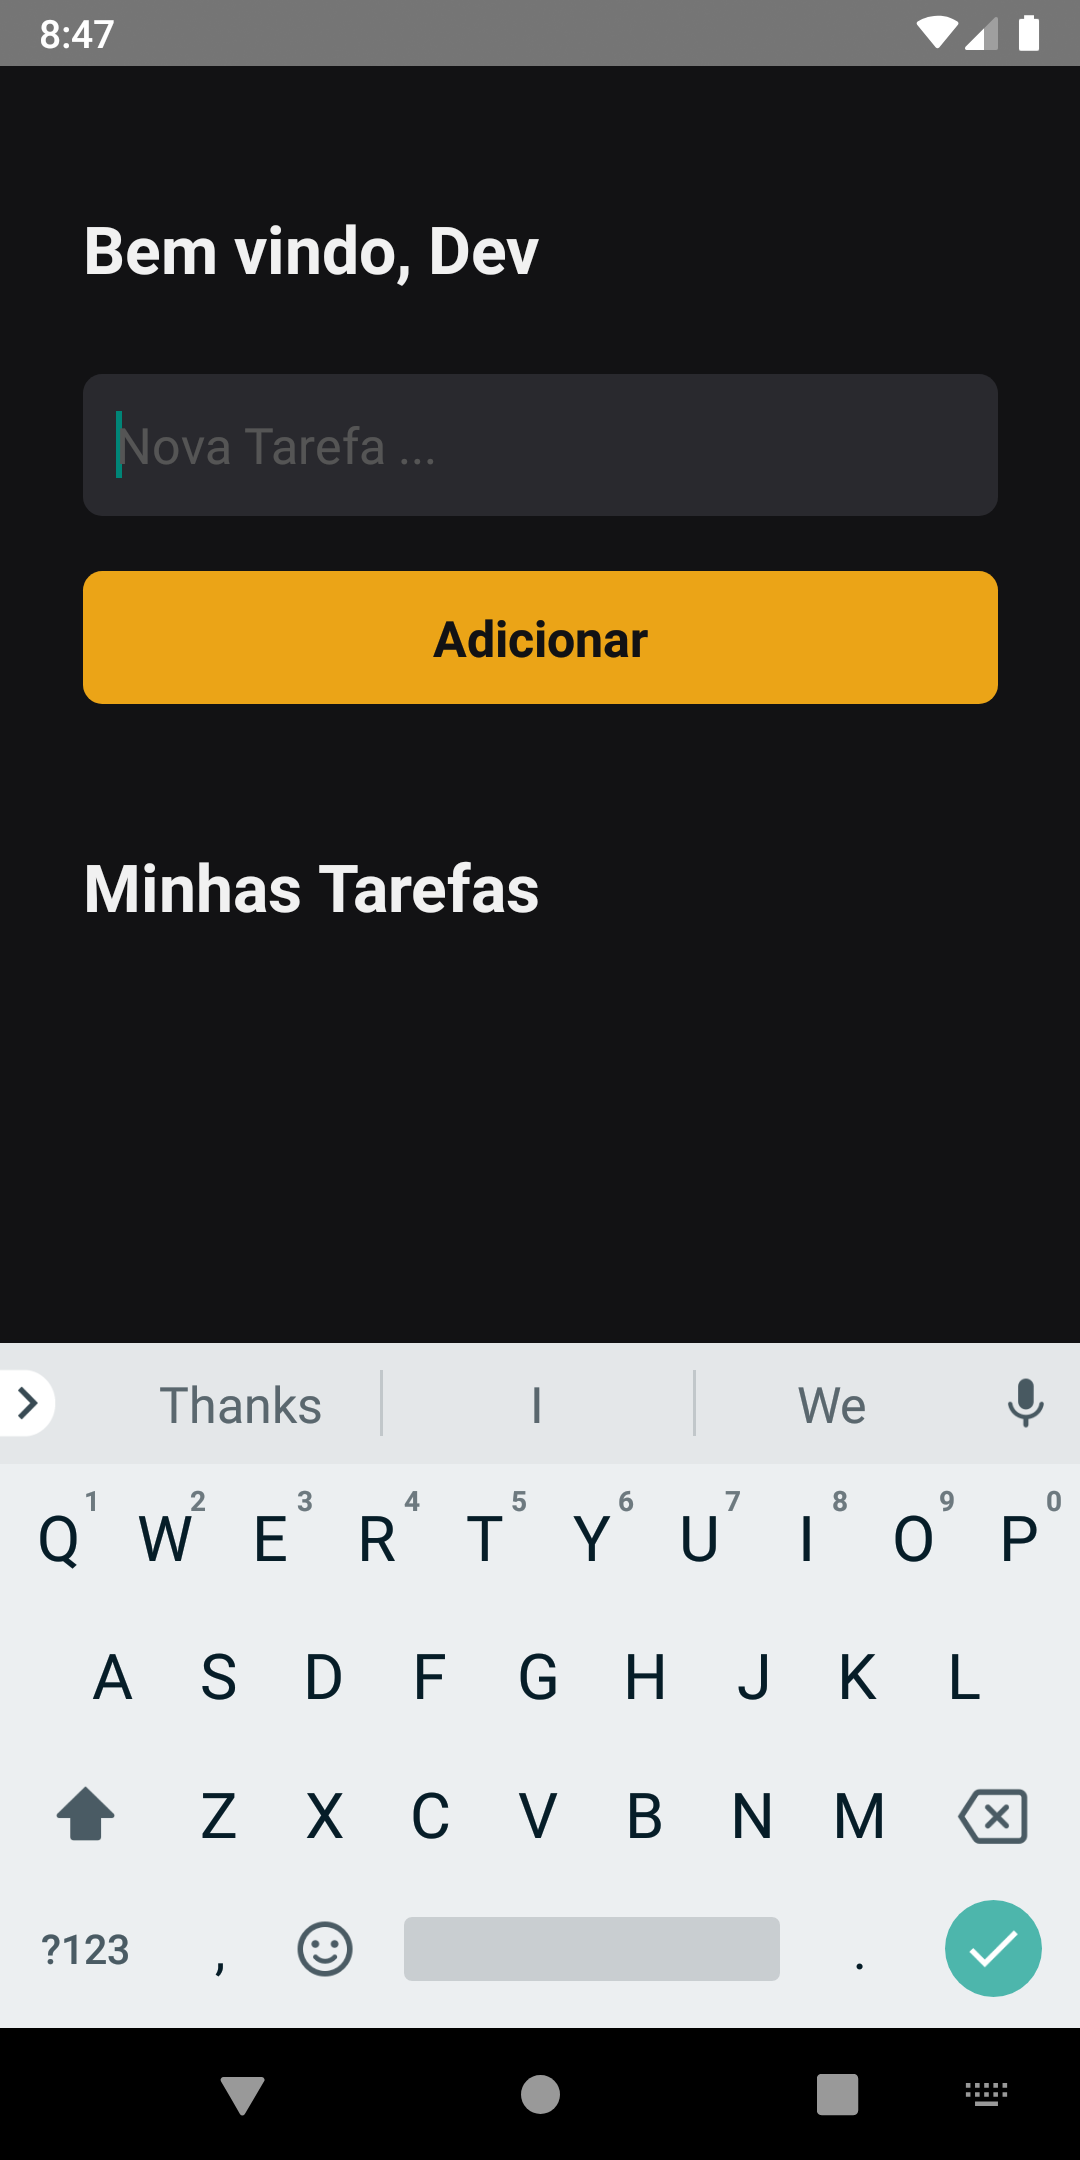 8:47
Bem vindo, Dev
Nova Tarefa ...
Adicionar
Minhas Tarefas
Thanks I We
1 2 3 4 5 6 7 8 9 0
Q W E R T Y U I O P
A S D F G H J K L
Z X C V B N M
?123 , .